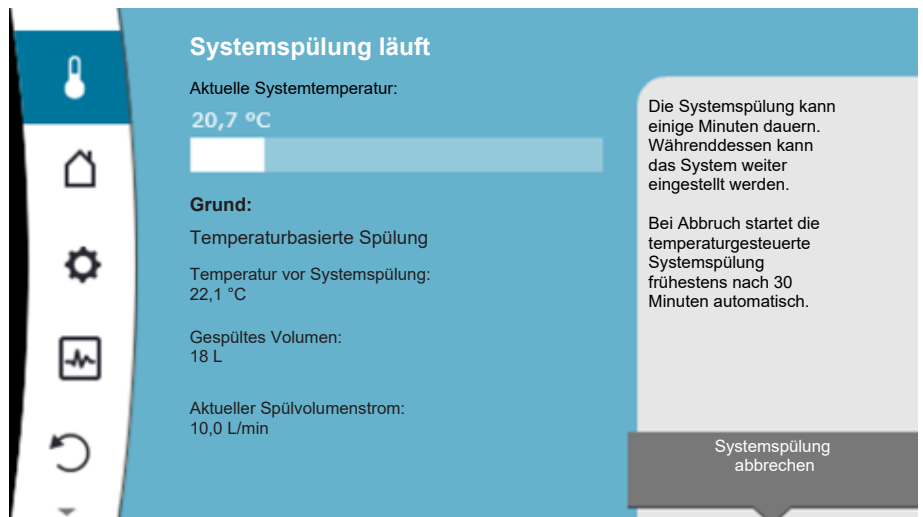 Systemspülung läuft
Aktuelle Systemtemperatur:
20,7 °C
Grund:
Temperaturbasierte Spülung
Temperatur vor Systemspülung:
22,1 °C
Gespültes Volumen:
18 L
Aktueller Spülvolumenstrom:
10,0 L/min
Die Systemspülung kann
einige Minuten dauern.
Währenddessen kann
das System weiter
eingestellt werden.
Bei Abbruch startet die
temperaturgesteuerte
Systemspülung
frühestens nach 30
Minuten automatisch.
Systemspülung
abbrechen